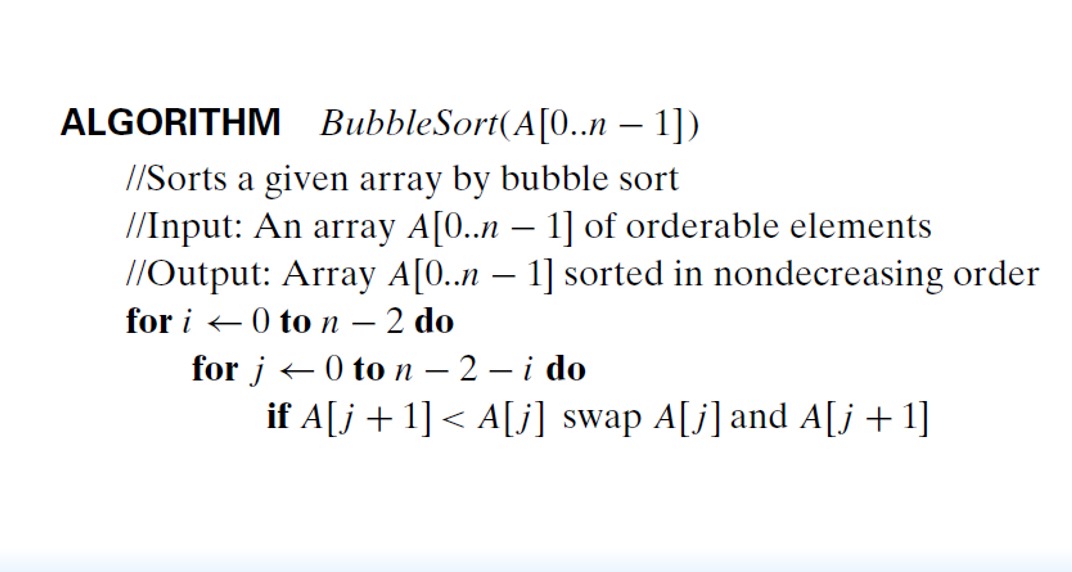 ALGORITHM BubbleSort(A[0..n − 1])
//Sorts a given array by bubble sort
//Input: An array A[0..n − 1] of orderable elements
//Output: Array A[0..n − 1] sorted in nondecreasing order
for i ← 0 to n − 2 do
for j ← 0 to n − 2 − i do
if A[j + 1] < A[j] swap A[j] and A[j + 1]